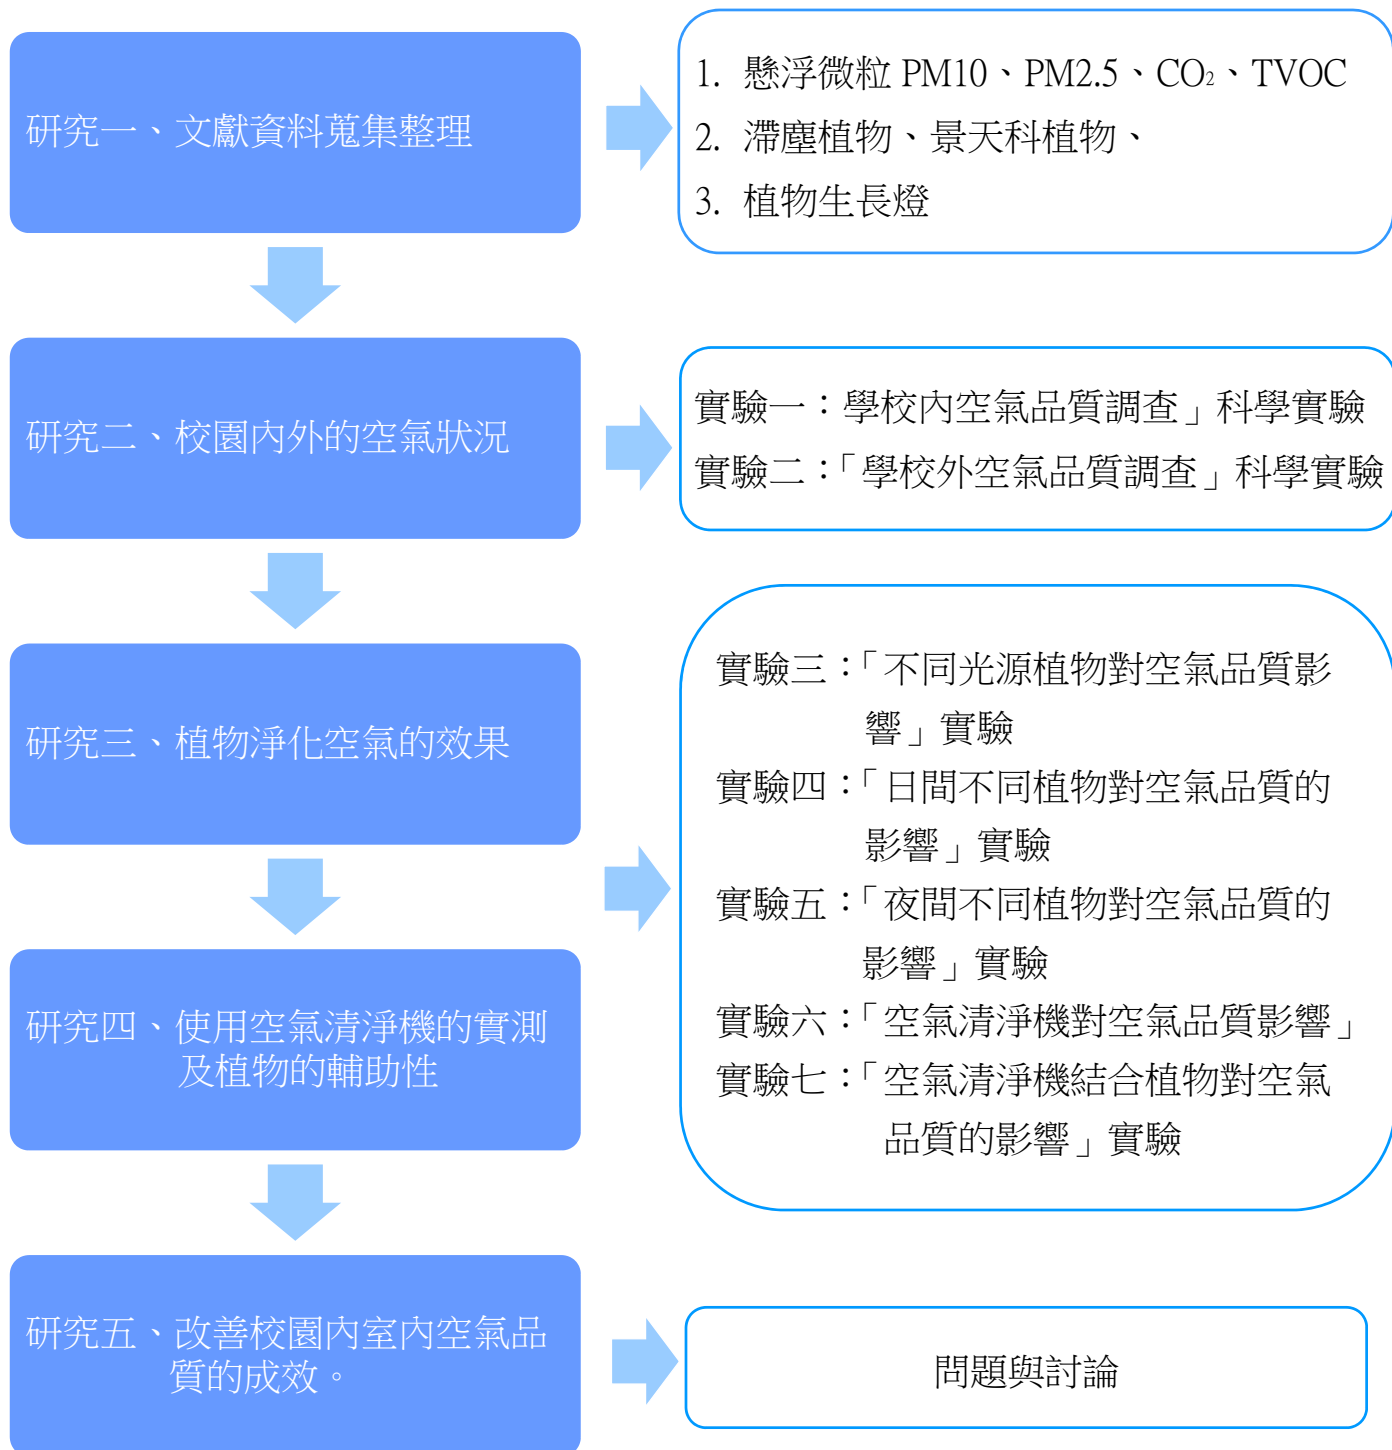 研究一、文獻資料蒐集整理
1. 懸浮微粒 PM10、PM2.5、CO₂、TVOC
2. 滯塵植物、景天科植物、
3. 植物生長燈
研究二、校園內外的空氣狀況
實驗一：學校內空氣品質調查」科學實驗
實驗二：「學校外空氣品質調查」科學實驗
研究三、植物淨化空氣的效果
研究四、使用空氣清淨機的實測
及植物的輔助性
實驗三：「不同光源植物對空氣品質影
響」實驗
實驗四：「日間不同植物對空氣品質的
影響」實驗
實驗五：「夜間不同植物對空氣品質的
影響」實驗
實驗六：「空氣清淨機對空氣品質影響」
實驗七：「空氣清淨機結合植物對空氣
品質的影響」實驗
研究五、改善校園內室內空氣品
質的成效。
問題與討論